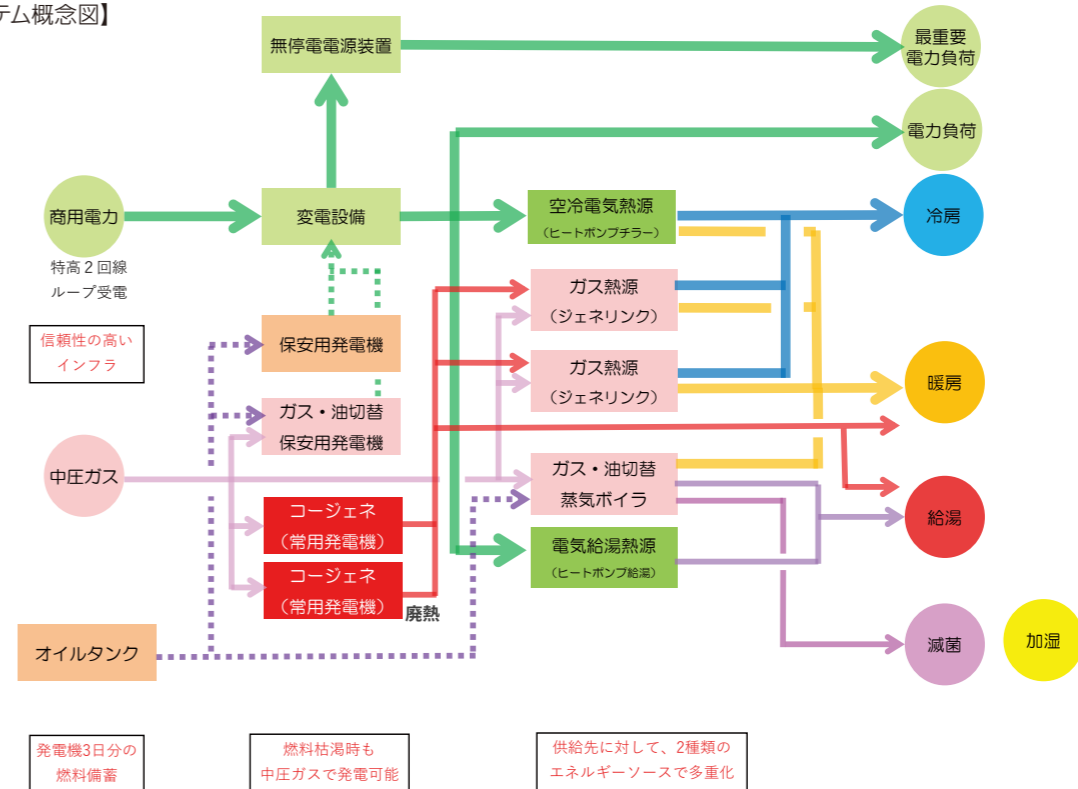 テム概念図】
無停電電源装置
最重要
電力負荷
電力負荷
商用電力
変電設備
空冷電気熱源
（ヒートポンプチラー）
冷房
特高２回線
ループ受電
ガス熱源
（ジェネリンク）
信頼性の高い
インフラ
保安用発電機
ガス熱源
（ジェネリンク）
暖房
ガス・油切替
保安用発電機
中圧ガス
ガス・油切替
蒸気ボイラ
コージェネ
（常用発電機）
給湯
電気給湯熱源
（ヒートポンプ給湯）
コージェネ
（常用発電機）
廃熱
オイルタンク
滅菌
加湿
発電機3日分の
燃料備蓄
燃料枯渇時も
中圧ガスで発電可能
供給先に対して、2種類の
エネルギーソースで多重化